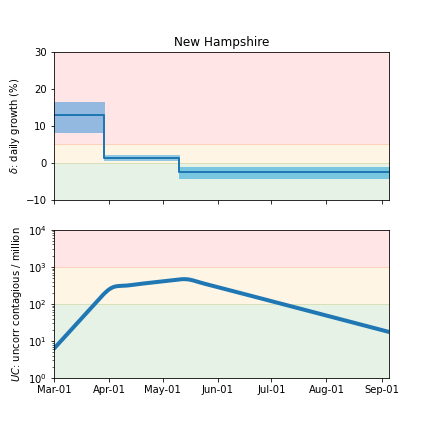 New Hampshire
30
20
10
0
−10
δ: daily growth (%)
10⁴
10³
10²
10¹
10⁰
UC: uncorr contagious / million
Mar-01 Apr-01 May-01 Jun-01 Jul-01 Aug-01 Sep-01